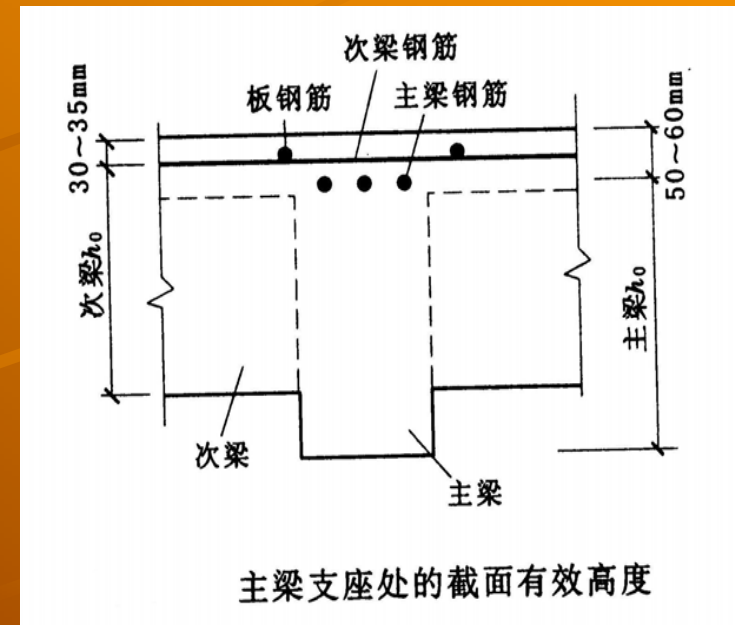 次梁钢筋
板钢筋
主梁钢筋
30~35mm
50~60mm
次梁h₀
主梁h₀
次梁
主梁
主梁支座处的截面有效高度